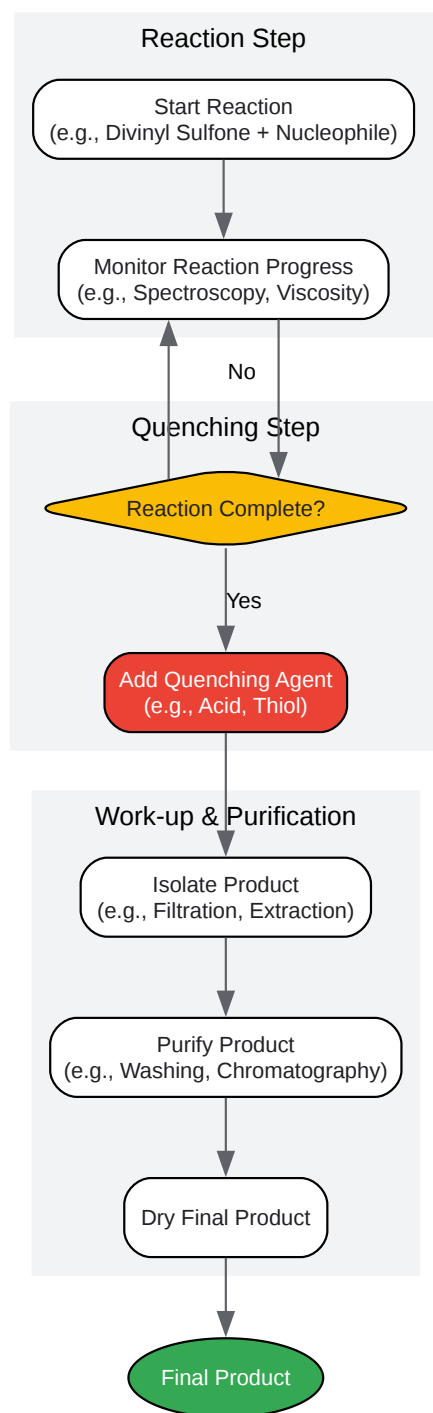 Reaction Step
Start Reaction
(e.g., Divinyl Sulfone + Nucleophile)
Monitor Reaction Progress
(e.g., Spectroscopy, Viscosity)
No
Quenching Step
Reaction Complete?
Yes
Add Quenching Agent
(e.g., Acid, Thiol)
Work-up & Purification
Isolate Product
(e.g., Filtration, Extraction)
Purify Product
(e.g., Washing, Chromatography)
Dry Final Product
Final Product